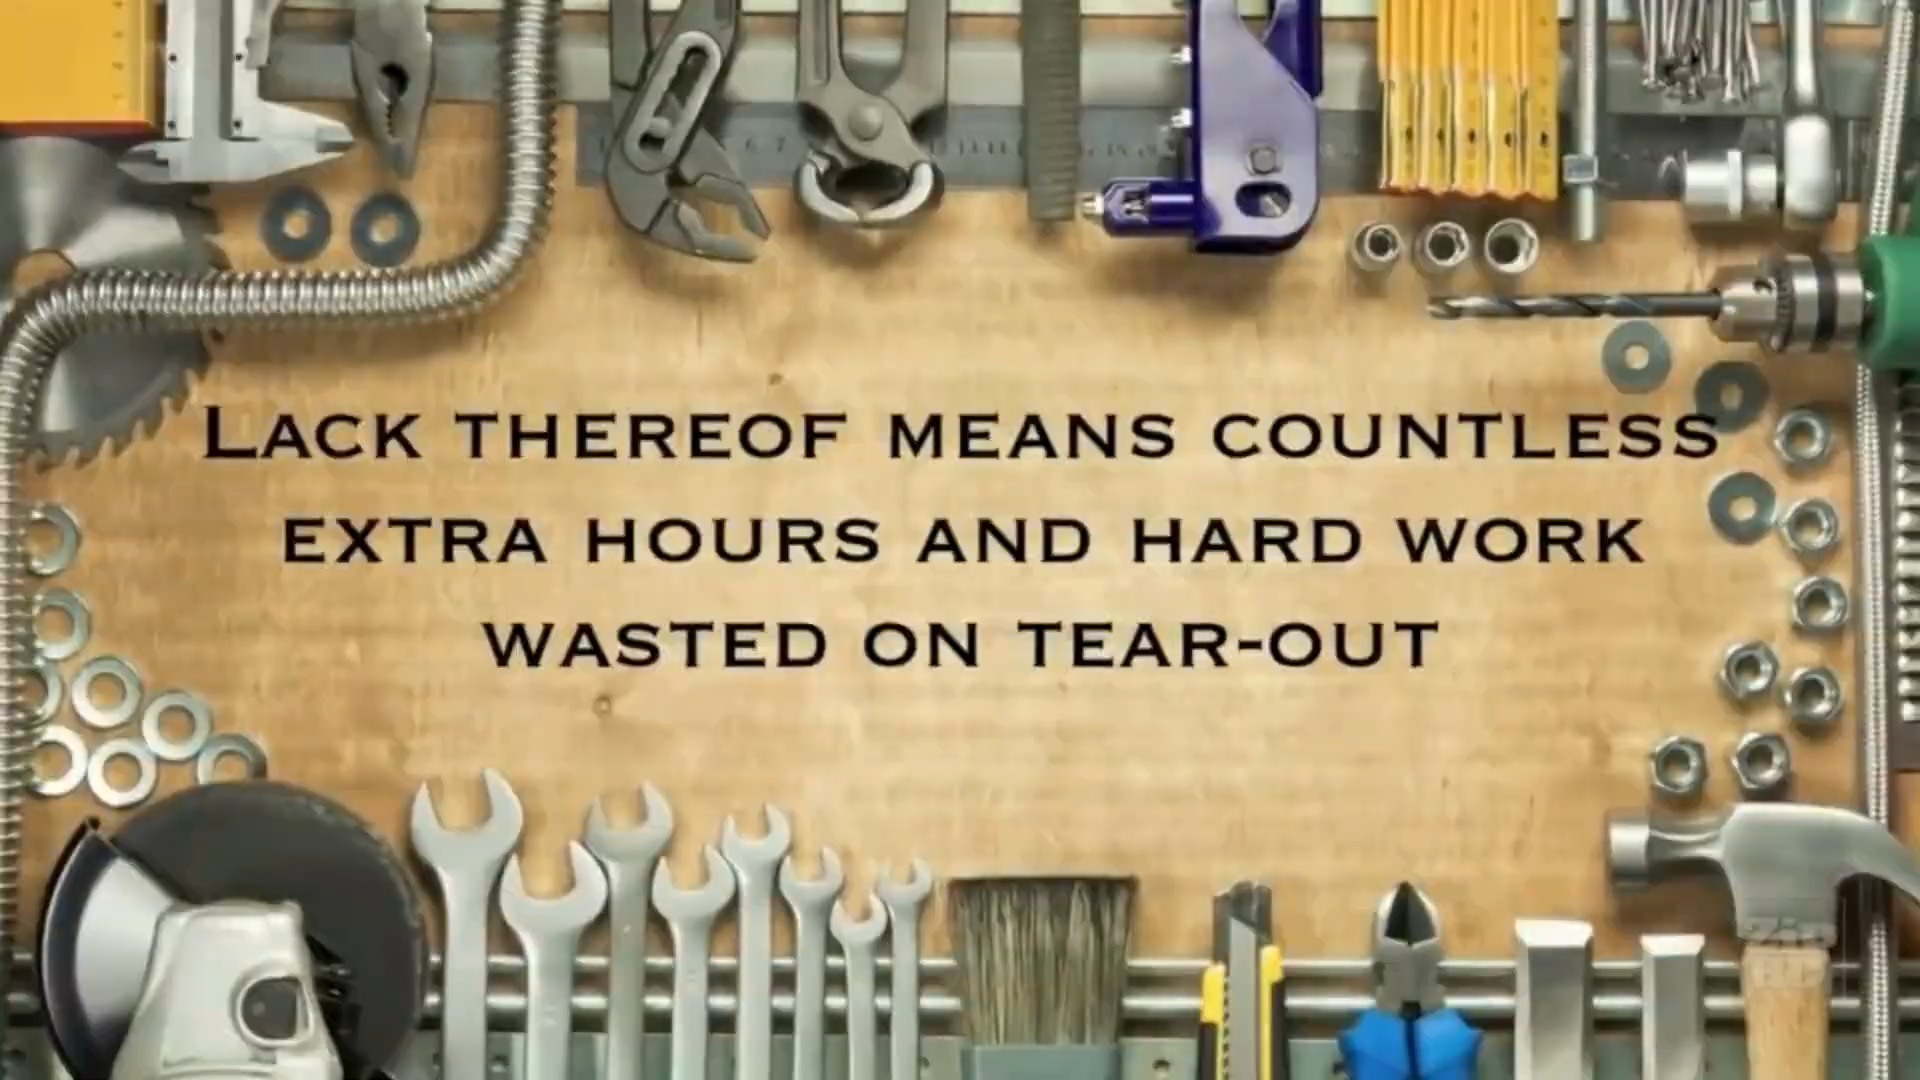 Lack thereof means countless
extra hours and hard work
wasted on tear-out